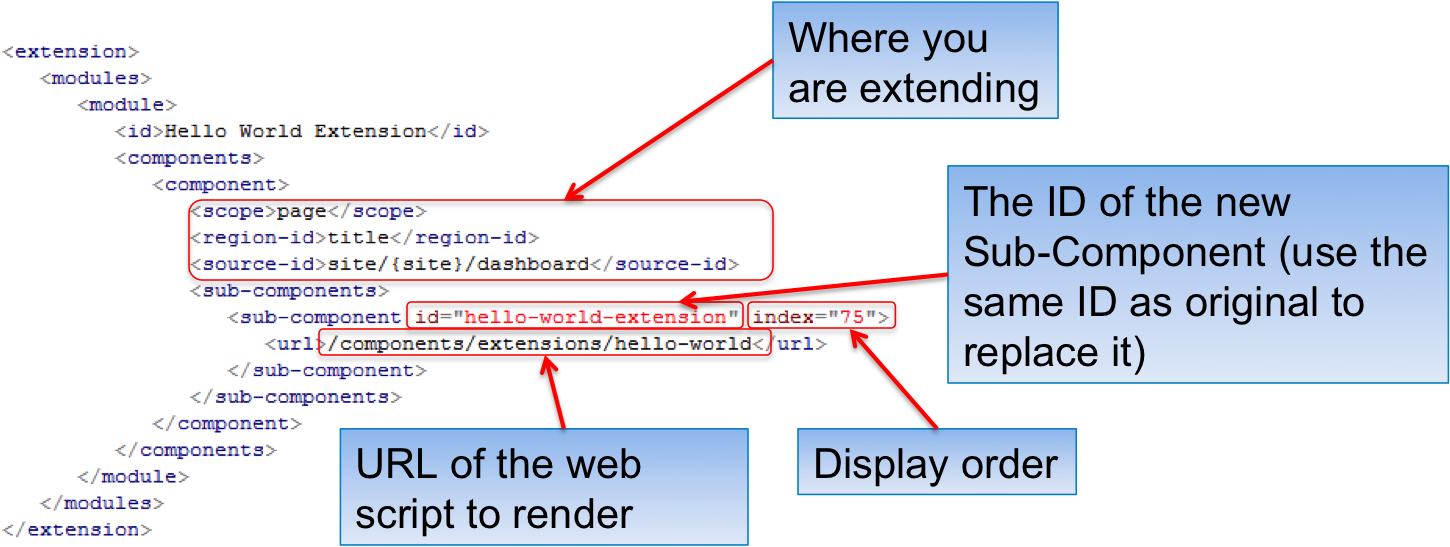 Where you
are extending
<extension>
<modules>
<module>
<id>Hello World Extension</id>
<components>
<component>
<scope>page</scope>
<region-id>title</region-id>
<source-id>site/{site}/dashboard</source-id>
<sub-components>
<sub-component id="hello-world-extension" index="75">
<url>/components/extensions/hello-world</url>
</sub-component>
</sub-components>
</component>
</components>
</module>
</modules>
</extension>
The ID of the new
Sub-Component (use the
same ID as original to
replace it)
URL of the web
script to render
Display order